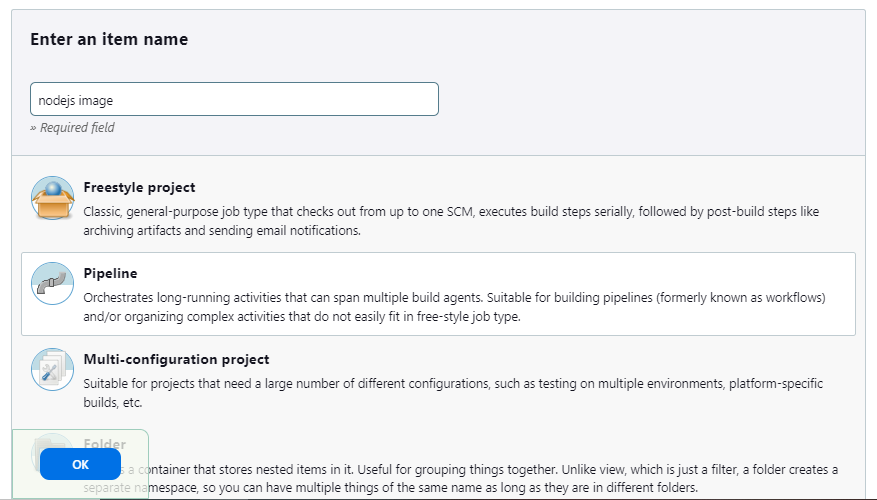 Enter an item name
nodejs image
» Required field
Freestyle project
Classic, general-purpose job type that checks out from up to one SCM, executes build steps serially, followed by post-build steps like
archiving artifacts and sending email notifications.
Pipeline
Orchestrates long-running activities that can span multiple build agents. Suitable for building pipelines (formerly known as workflows)
and/or organizing complex activities that do not easily fit in free-style job type.
Multi-configuration project
Suitable for projects that need a large number of different configurations, such as testing on multiple environments, platform-specific
builds, etc.
Folder
OK
a container that stores nested items in it. Useful for grouping things together. Unlike view, which is just a filter, a folder creates a
separate namespace, so you can have multiple things of the same name as long as they are in different folders.